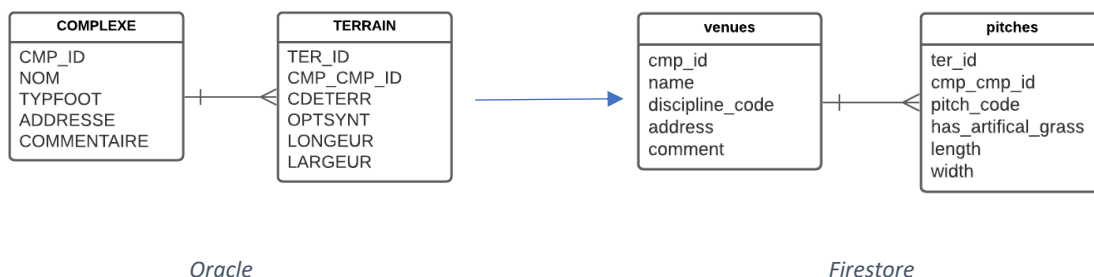 COMPLEXE
CMP_ID
NOM
TYPFOOT
ADDRESSE
COMMENTAIRE
TERRAIN
TER_ID
CMP_CMP_ID
CDETERR
OPTSYNT
LONGEUR
LARGEUR
venues
cmp_id
name
discipline_code
address
comment
pitches
ter_id
cmp_cmp_id
pitch_code
has_artifical_grass
length
width
Oracle
Firestore